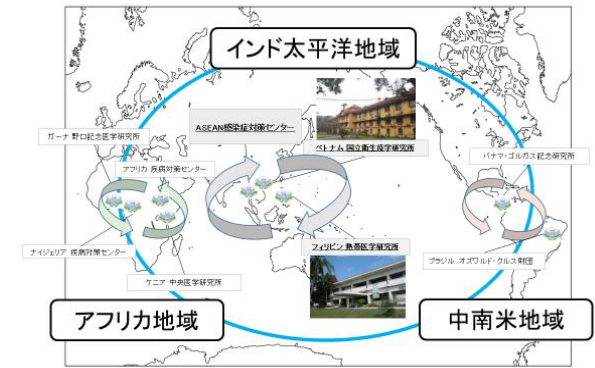 インド太平洋地域
ガーナ 野口記念医学研究所
ASEAN感染症対策センター
ベトナム 国立衛生疫学研究所
アフリカ 疾病対策センター
パナマ・ゴルガス記念研究所
ナイジェリア 疾病対策センター
フィリピン 熱帯医学研究所
ブラジル オズワルド・クルス財団
ケニア 中央医学研究所
アフリカ地域
中南米地域